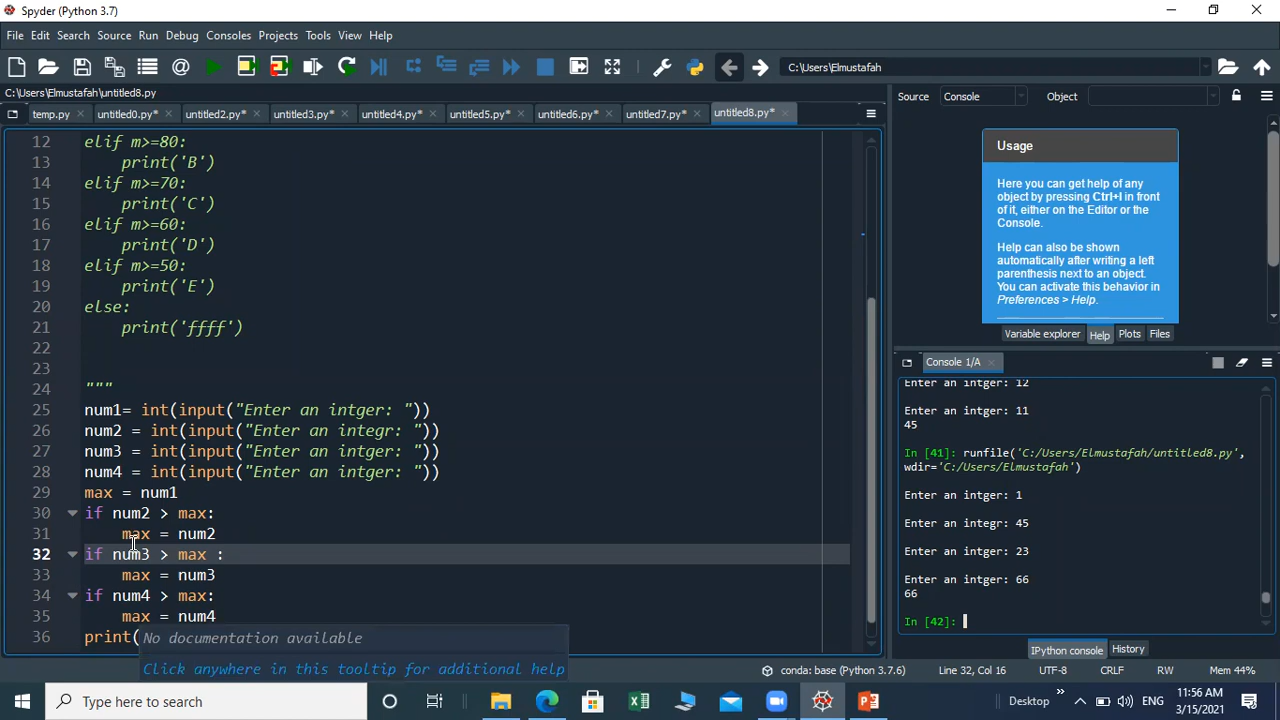 Spyder (Python 3.7)
File Edit Search Source Run Debug Consoles Projects Tools View Help
C:\Users\Elmustafah
C:\Users\Elmustafah\untitled8.py
temp.py untitled0.py* untitled2.py* untitled3.py* untitled4.py* untitled5.py* untitled6.py* untitled7.py* untitled8.py*
12 elif m>=80:
13 print('B')
14 elif m>=70:
15 print('C')
16 elif m>=60:
17 print('D')
18 elif m>=50:
19 print('E')
20 else:
21 print('ffff')
22
23
24 """
25 num1= int(input("Enter an intger: "))
26 num2 = int(input("Enter an integr: "))
27 num3 = int(input("Enter an intger: "))
28 num4 = int(input("Enter an intger: "))
29 max = num1
30 if num2 > max:
31 max = num2
32 if num3 > max :
33 max = num3
34 if num4 > max:
35 max = num4
36 print(
No documentation available
Click anywhere in this tooltip for additional help
Source Console Object
Usage
Here you can get help of any
object by pressing Ctrl+I in front
of it, either on the Editor or the
Console.
Help can also be shown
automatically after writing a left
parenthesis next to an object.
You can activate this behavior in
Preferences > Help.
Variable explorer Help Plots Files
Console 1/A
Enter an intger: 12
Enter an intger: 11
45
In [41]: runfile('C:/Users/Elmustafah/untitled8.py',
wdir='C:/Users/Elmustafah')
Enter an intger: 1
Enter an integr: 45
Enter an intger: 23
Enter an intger: 66
66
In [42]:
IPython console History
conda: base (Python 3.7.6) Line 32, Col 16 UTF-8 CRLF RW Mem 44%
Type here to search
Desktop
ENG
11:56 AM
3/15/2021